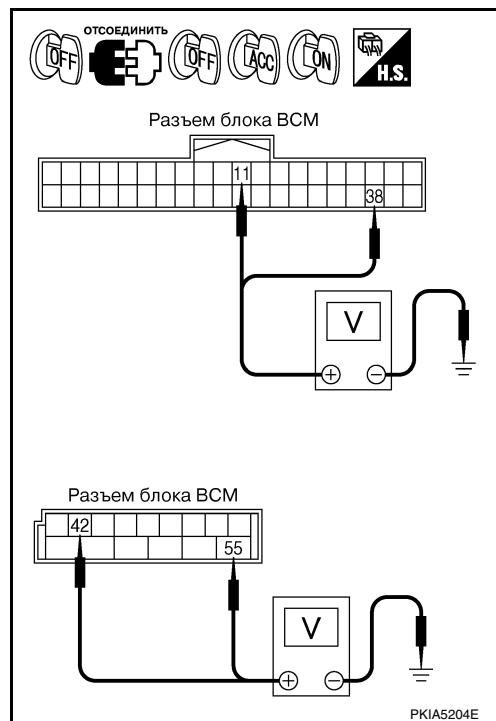 ОТСОЕДИНИТЬ
OFF OFF ACC ON H.S.
Разъем блока BCM
11
38
V
+ −
Разъем блока BCM
42
55
V
+ −
PKIA5204E